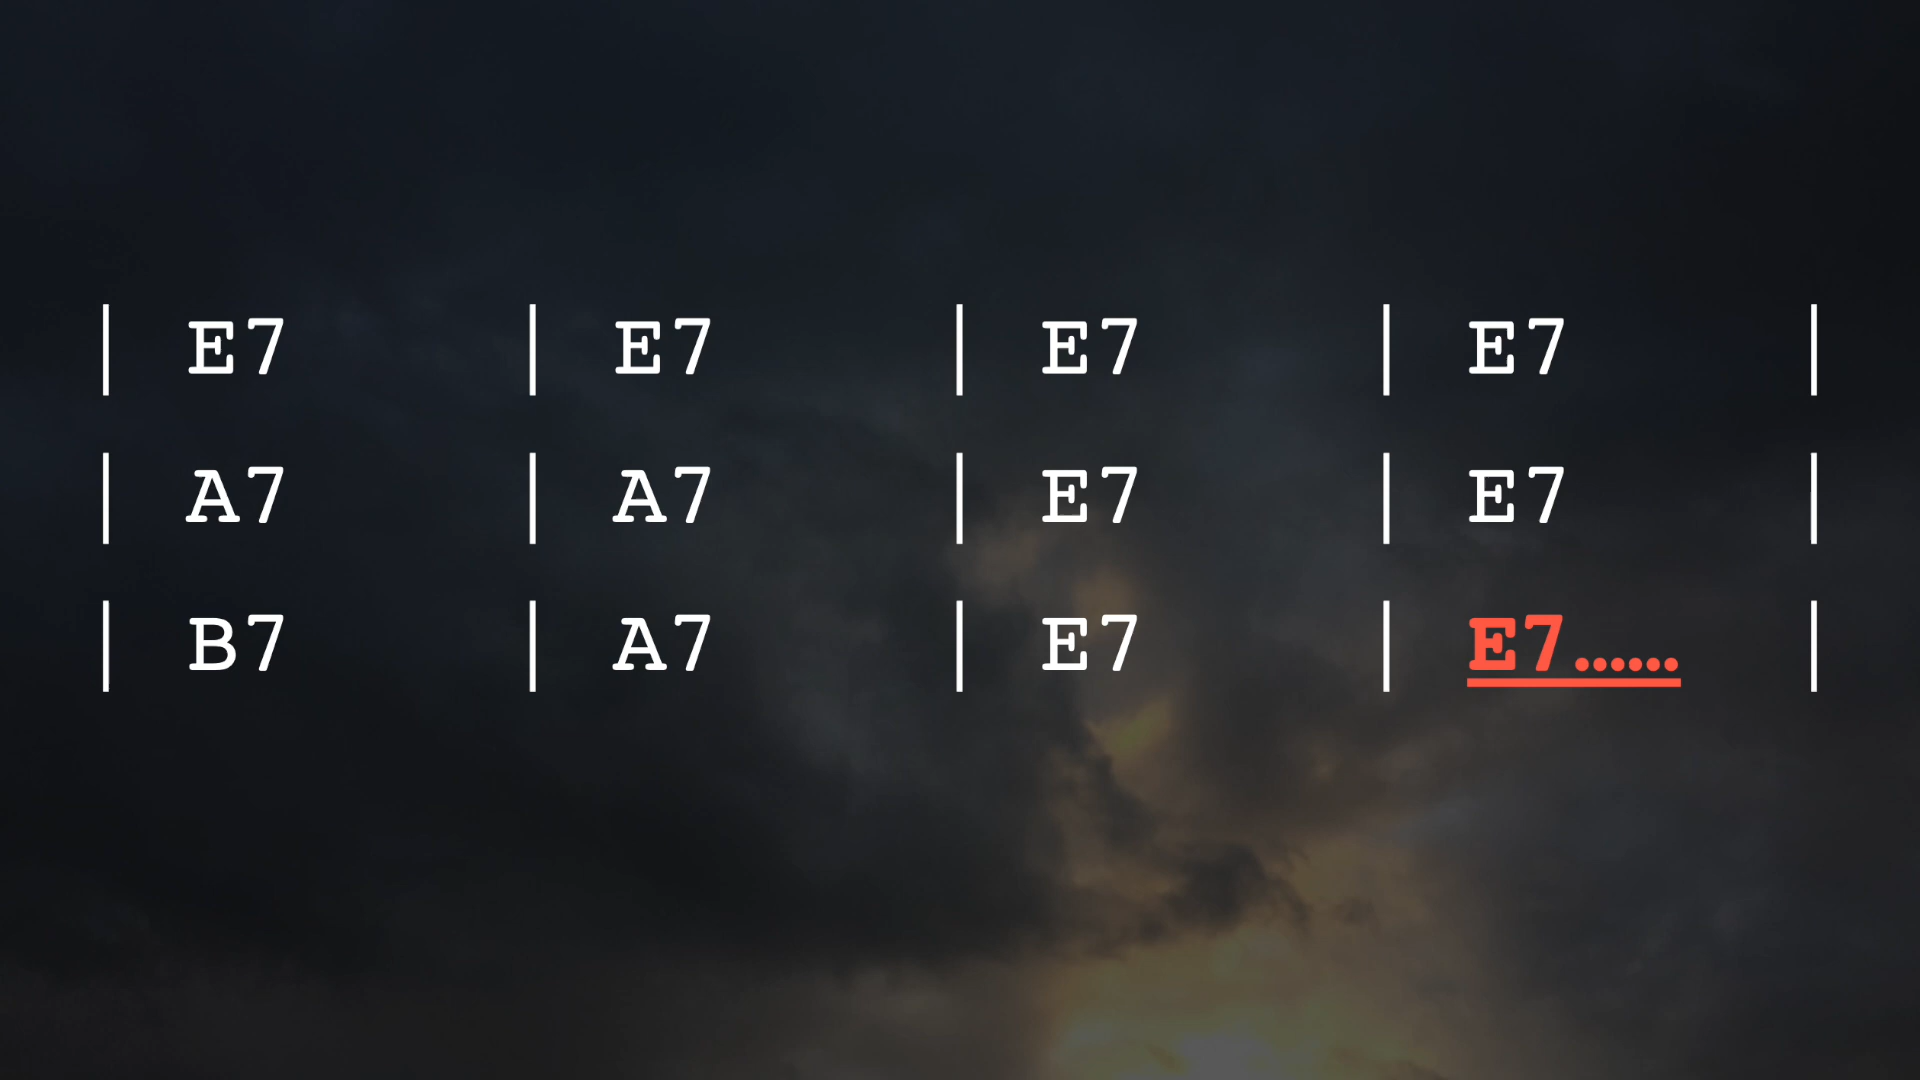 | E7 | E7 | E7 | E7 |
| A7 | A7 | E7 | E7 |
| B7 | A7 | E7 | E7...... |